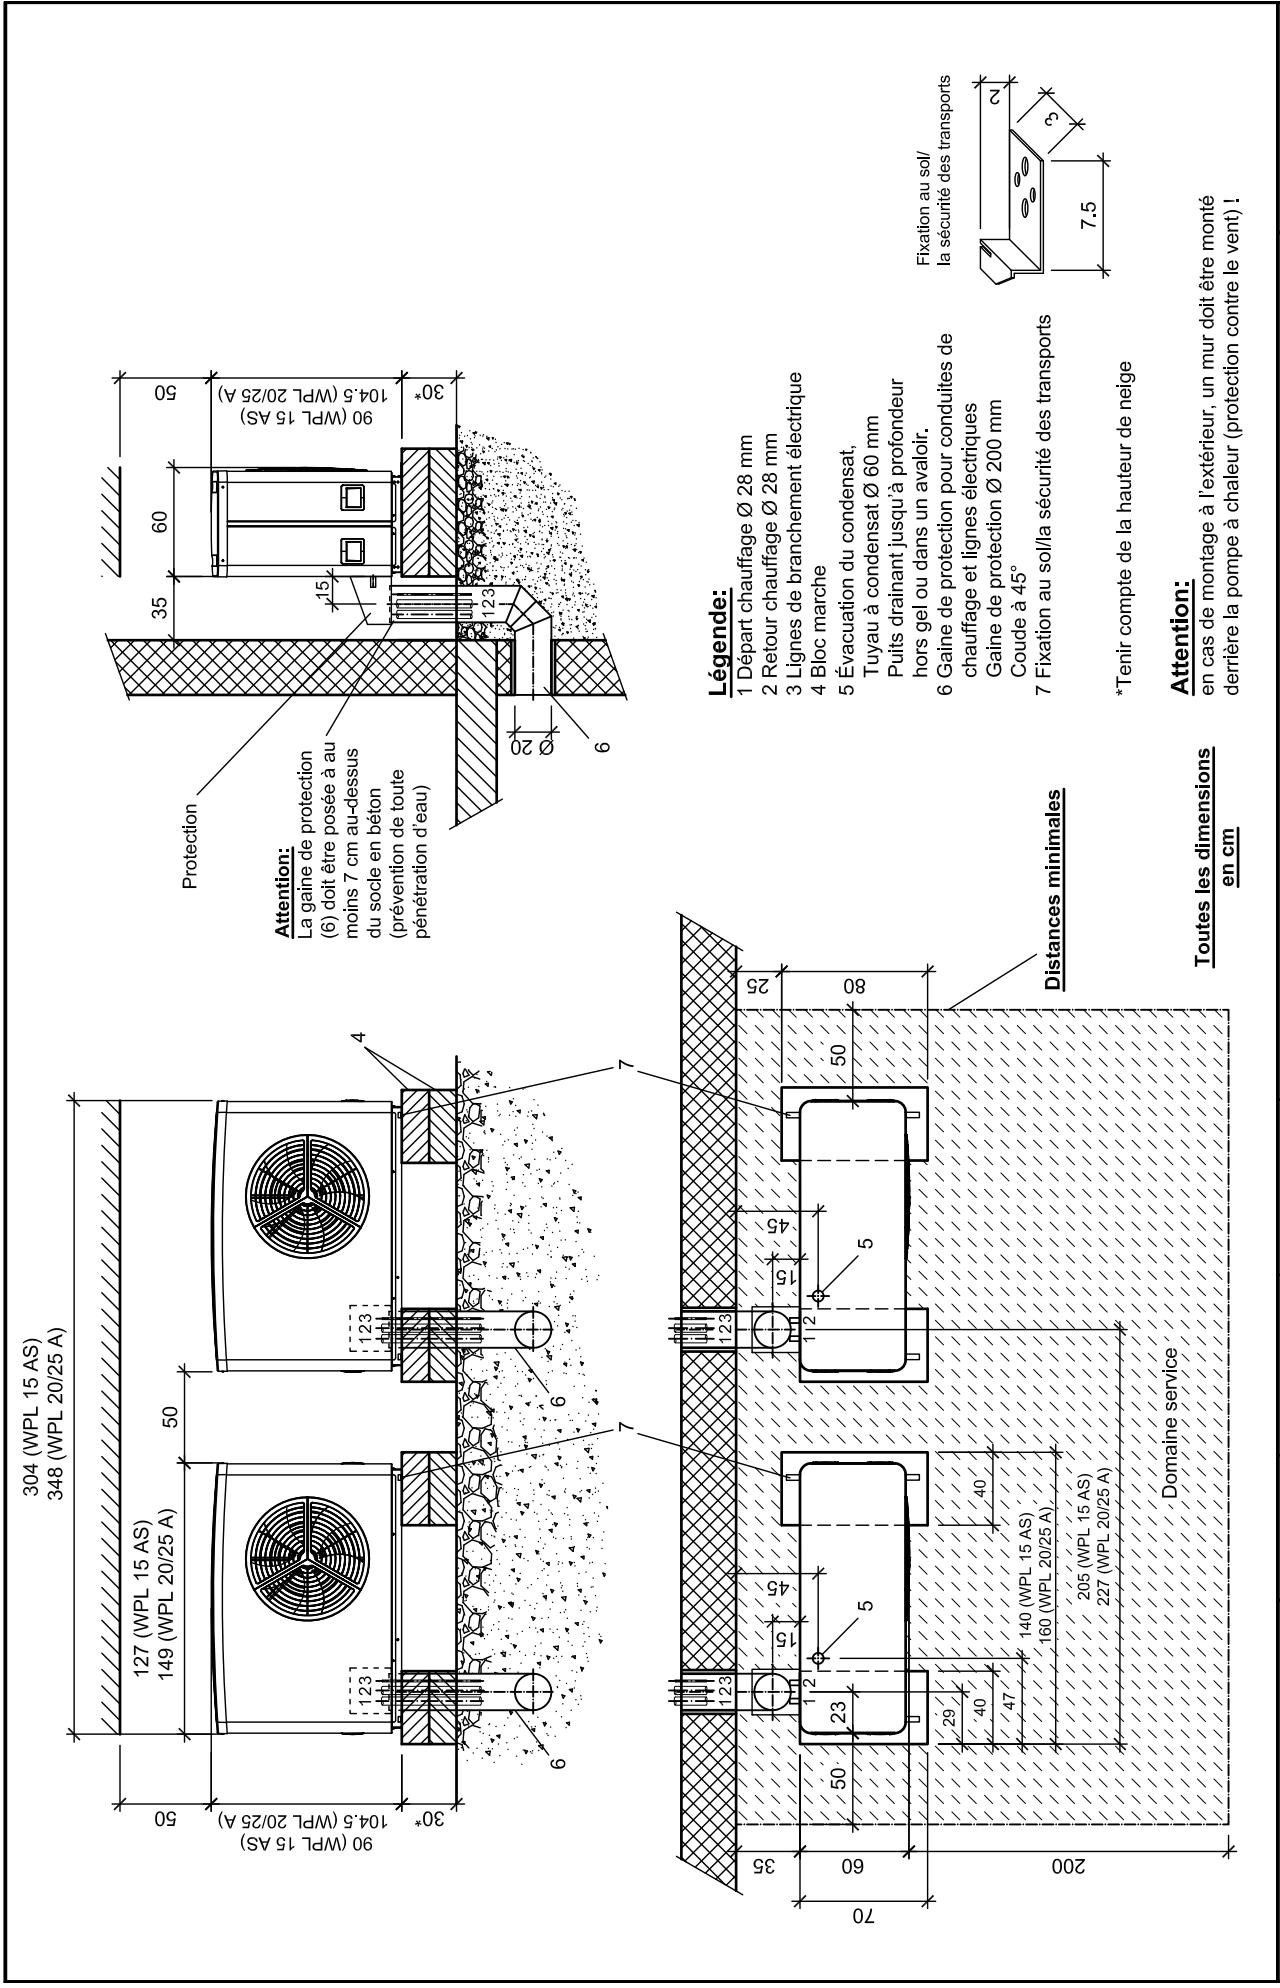 304 (WPL 15 AS)
348 (WPL 20/25 A)
127 (WPL 15 AS)
149 (WPL 20/25 A)
50
50
90 (WPL 15 AS)
104.5 (WPL 20/25 A)
30*
123
123
6
6
4
7
7
Protection
Attention:
La gaine de protection
(6) doit être posée à au
moins 7 cm au-dessus
du socle en béton
(prévention de toute
pénétration d'eau)
35
60
15
50
90 (WPL 15 AS)
104.5 (WPL 20/25 A)
30*
123
Ø 20
6
Fixation au sol/
la sécurité des transports
2
3
7.5
Légende:
1 Départ chauffage Ø 28 mm
2 Retour chauffage Ø 28 mm
3 Lignes de branchement électrique
4 Bloc marche
5 Évacuation du condensat,
Tuyau à condensat Ø 60 mm
Puits drainant jusqu'à profondeur
hors gel ou dans un avaloir.
6 Gaine de protection pour conduites de
chauffage et lignes électriques
Gaine de protection Ø 200 mm
Coude à 45°
7 Fixation au sol/la sécurité des transports
*Tenir compte de la hauteur de neige
Attention:
en cas de montage à l'extérieur, un mur doit être monté
derrière la pompe à chaleur (protection contre le vent) !
123
123
1 2
1 2
15
45
15
45
5
5
50
23
50
25
80
35
60
70
200
29
40
47
40
140 (WPL 15 AS)
160 (WPL 20/25 A)
205 (WPL 15 AS)
227 (WPL 20/25 A)
Domaine service
Distances minimales
Toutes les dimensions
en cm